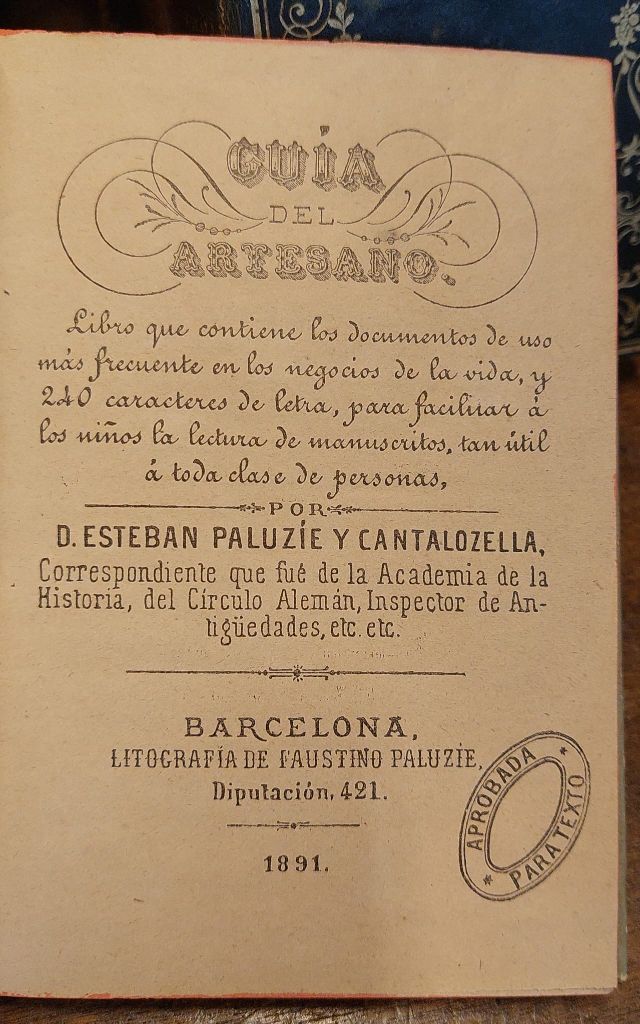 GUÍA
DEL
ARTESANO.
Libro que contiene los documentos de uso
más frecuente en los negocios de la vida, y
240 caracteres de letra, para facilitar á
los niños la lectura de manuscritos, tan útil
á toda clase de personas,
POR
D. ESTEBAN PALUZÍE Y CANTALOZELLA,
Correspondiente que fué de la Academia de la
Historia, del Círculo Alemán, Inspector de An-
tigüedades, etc. etc.
BARCELONA,
LITOGRAFÍA DE FAUSTINO PALUZÍE,
Diputación, 421.
1891.
APROBADA
PARA TEXTO